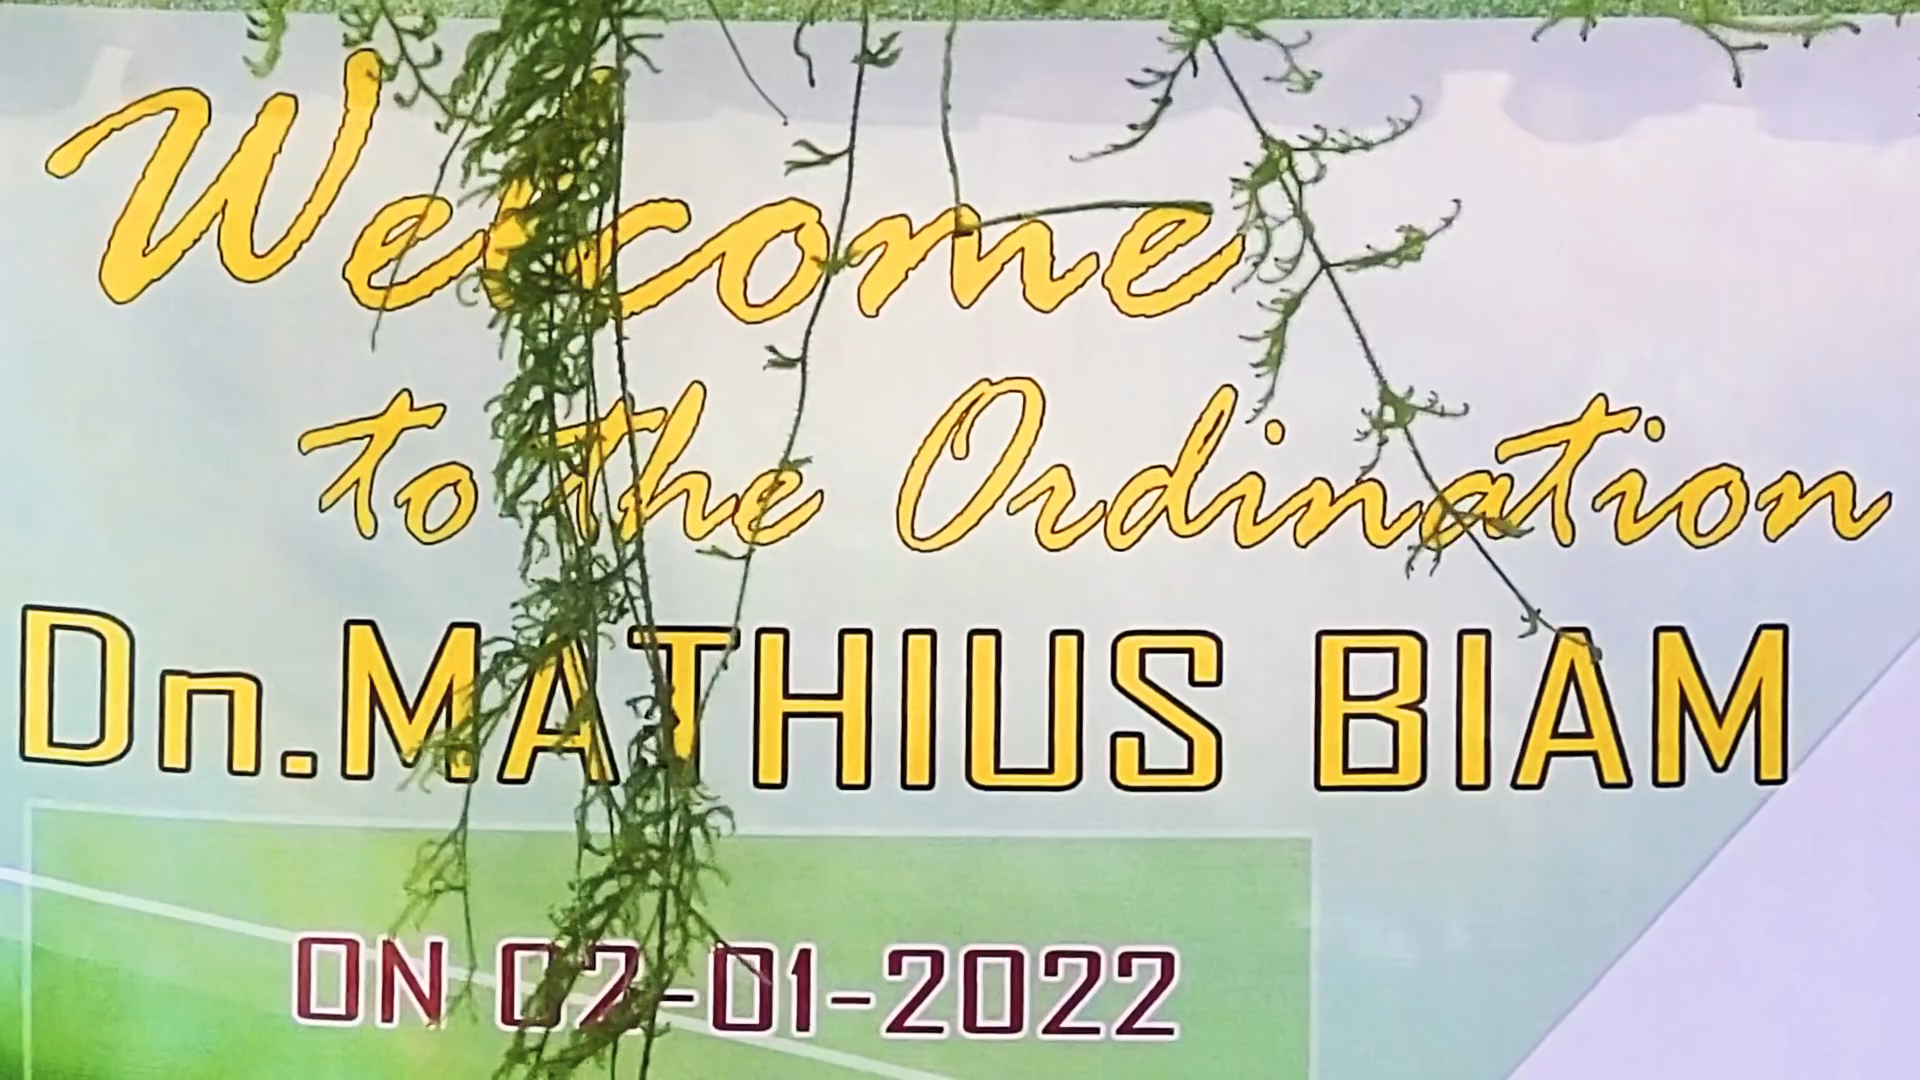 Welcome
to the Ordination
Dn.MATHIUS BIAM
ON 02-01-2022